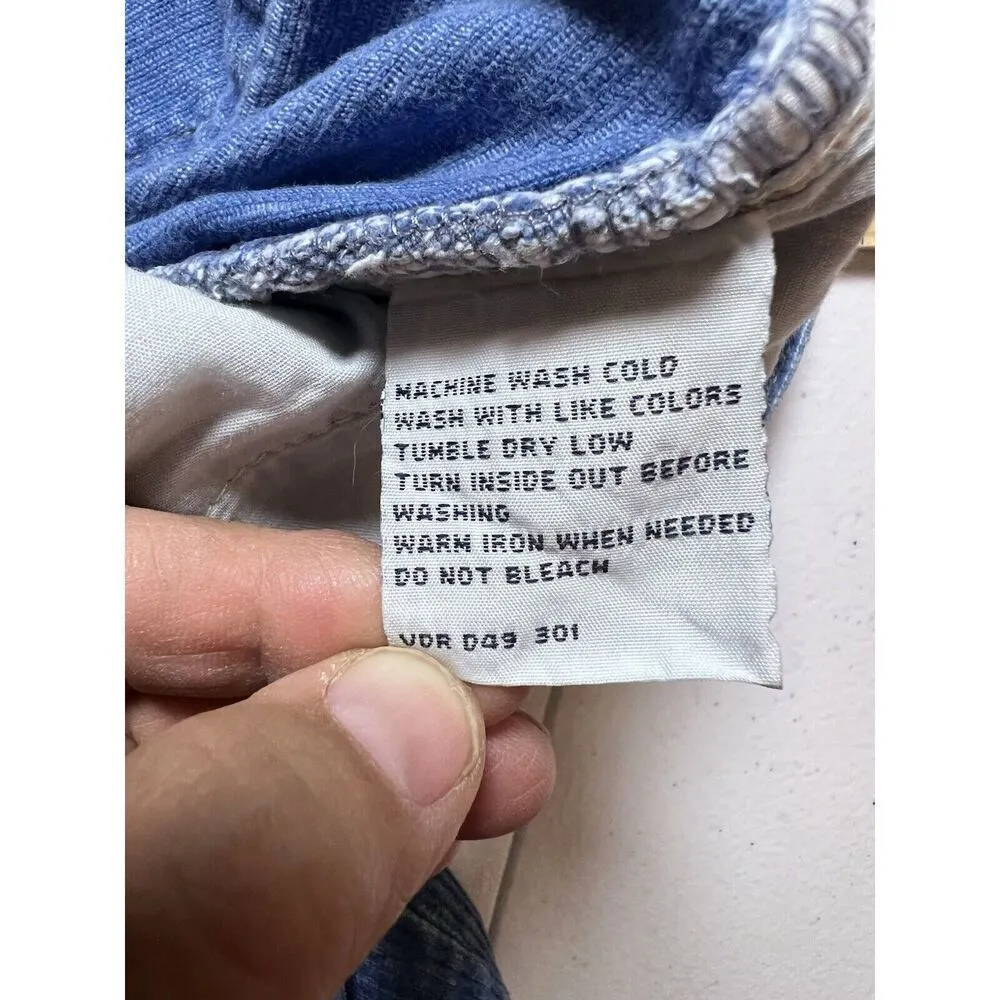 MACHINE WASH COLD
WASH WITH LIKE COLORS
TUMBLE DRY LOW
TURN INSIDE OUT BEFORE
WASHING
WARM IRON WHEN NEEDED
DO NOT BLEACH
VDR D49 301